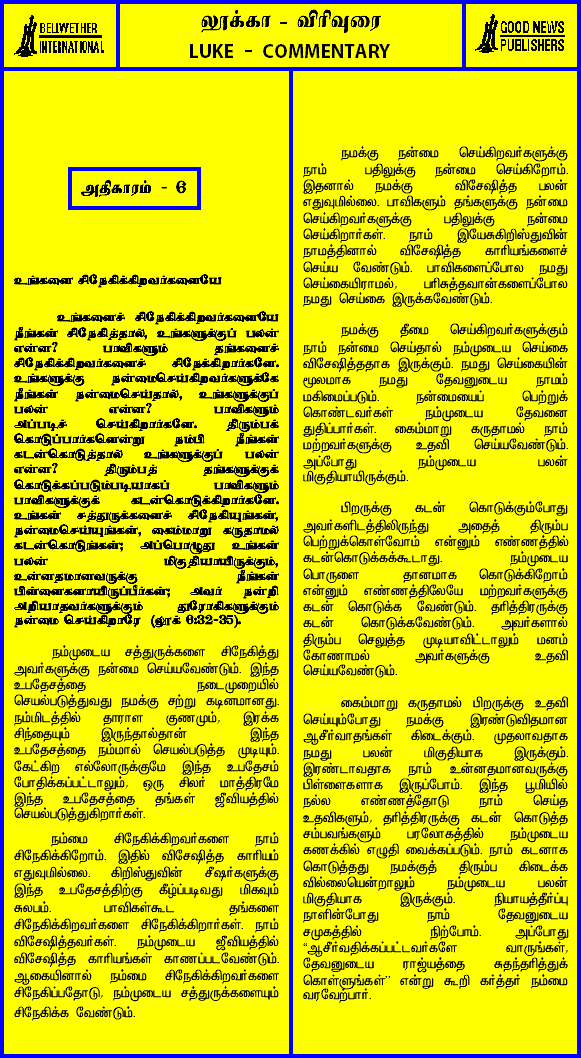 BELWETHER
INTERNATIONAL
லூக்கா - விரிவுரை
LUKE - COMMENTARY
GOOD NEWS
PUBLISHERS
அதிகாரம் - 6
உங்களை சிநேகிக்கிறவர்களையே
உங்களைச் சிநேகிக்கிறவர்களையே
நீங்கள் சிநேகித்தால், உங்களுக்குப் பலன்
என்ன? பாவிகளும் தங்களைச்
சிநேகிக்கிறவர்களைச் சிநேக்கிறார்களே.
உங்களுக்கு நன்மைசெய்கிறவர்களுக்கே
நீங்கள் நன்மைசெய்தால், உங்களுக்குப்
பலன் என்ன? பாவிகளும்
அப்படிச் செய்கிறார்களே. திரும்பக்
கொடுப்பார்களென்று நம்பி நீங்கள்
கடன்கொடுத்தால் உங்களுக்குப் பலன்
என்ன? திரும்பத் தங்களுக்குக்
கொடுக்கப்படும்படியாகப் பாவிகளும்
பாவிகளுக்குக் கடன்கொடுக்கிறார்களே.
உங்கள் சத்துருக்களைச் சிநேகியுங்கள்,
நன்மைசெய்யுங்கள், கைம்மாறு கருதாமல்
கடன்கொடுங்கள்; அப்பொழுது உங்கள்
பலன் மிகுதியாயிருக்கும்,
உன்னதமானவருக்கு நீங்கள்
பிள்ளைகளாயிருப்பீர்கள்; அவர் நன்றி
அறியாதவர்களுக்கும் துரோகிகளுக்கும்
நன்மை செய்கிறாரே (லூக் 6:32-35).
நம்முடைய சத்துருக்களை சிநேகித்து
அவர்களுக்கு நன்மை செய்யவேண்டும். இந்த
உபதேசத்தை நடைமுறையில்
செயல்படுத்துவது நமக்கு சற்று கடினமானது.
நம்மிடத்தில் தாராள குணமும், இரக்க
சிந்தையும் இருந்தால்தான் இந்த
உபதேசத்தை நம்மால் செயல்படுத்த முடியும்.
கேட்கிற எல்லோருக்குமே இந்த உபதேசம்
போதிக்கப்பட்டாலும், ஒரு சிலர் மாத்திரமே
இந்த உபதேசத்தை தங்கள் ஜீவியத்தில்
செயல்படுத்துகிறார்கள்.
நம்மை சிநேகிக்கிறவர்களை நாம்
சிநேகிக்கிறோம். இதில் விசேஷித்த காரியம்
எதுவுமில்லை. கிறிஸ்துவின் சீஷர்களுக்கு
இந்த உபதேசத்திற்கு கீழ்ப்படிவது மிகவும்
சுலபம். பாவிகள்கூட தங்களை
சிநேகிக்கிறவர்களை சிநேகிக்கிறார்கள். நாம்
விசேஷித்தவர்கள். நம்முடைய ஜீவியத்தில்
விசேஷித்த காரியங்கள் காணப்படவேண்டும்.
ஆகையினால் நம்மை சிநேகிக்கிறவர்களை
சிநேகிப்பதோடு, நம்முடைய சத்துருக்களையும்
சிநேகிக்க வேண்டும்.
நமக்கு நன்மை செய்கிறவர்களுக்கு
நாம் பதிலுக்கு நன்மை செய்கிறோம்.
இதனால் நமக்கு விசேஷித்த பலன்
எதுவுமில்லை. பாவிகளும் தங்களுக்கு நன்மை
செய்கிறவர்களுக்கு பதிலுக்கு நன்மை
செய்கிறார்கள். நாம் இயேசுகிறிஸ்துவின்
நாமத்தினால் விசேஷித்த காரியங்களைச்
செய்ய வேண்டும். பாவிகளைப்போல நமது
செய்கையிராமல், பரிசுத்தவான்களைப்போல
நமது செய்கை இருக்கவேண்டும்.
நமக்கு தீமை செய்கிறவர்களுக்கும்
நாம் நன்மை செய்தால் நம்முடைய செய்கை
விசேஷித்ததாக இருக்கும். நமது செய்கையின்
மூலமாக நமது தேவனுடைய நாமம்
மகிமைப்படும். நன்மையைப் பெற்றுக்
கொண்டவர்கள் நம்முடைய தேவனை
துதிப்பார்கள். கைம்மாறு கருதாமல் நாம்
மற்றவர்களுக்கு உதவி செய்யவேண்டும்.
அப்போது நம்முடைய பலன்
மிகுதியாயிருக்கும்.
பிறருக்கு கடன் கொடுக்கும்போது
அவர்களிடத்திலிருந்து அதைத் திரும்ப
பெற்றுக்கொள்வோம் என்னும் எண்ணத்தில்
கடன்கொடுக்கக்கூடாது. நம்முடைய
பொருளை தானமாக கொடுக்கிறோம்
என்னும் எண்ணத்திலேயே மற்றவர்களுக்கு
கடன் கொடுக்க வேண்டும். தரித்திரருக்கு
கடன் கொடுக்கவேண்டும். அவர்களால்
திரும்ப செலுத்த முடியாவிட்டாலும் மனம்
கோணாமல் அவர்களுக்கு உதவி
செய்யவேண்டும்.
கைம்மாறு கருதாமல் பிறருக்கு உதவி
செய்யும்போது நமக்கு இரண்டுவிதமான
ஆசீர்வாதங்கள் கிடைக்கும். முதலாவதாக
நமது பலன் மிகுதியாக இருக்கும்.
இரண்டாவதாக நாம் உன்னதமானவருக்கு
பிள்ளைகளாக இருப்போம். இந்த பூமியில்
நல்ல எண்ணத்தோடு நாம் செய்த
உதவிகளும், தரித்திரருக்கு கடன் கொடுத்த
சம்பவங்களும் பரலோகத்தில் நம்முடைய
கணக்கில் எழுதி வைக்கப்படும். நாம் கடனாக
கொடுத்தது நமக்குத் திரும்ப கிடைக்க
வில்லையென்றாலும் நம்முடைய பலன்
மிகுதியாக இருக்கும். நியாயத்தீர்ப்பு
நாளின்போது நாம் தேவனுடைய
சமுகத்தில் நிற்போம். அப்போது
“ஆசீர்வதிக்கப்பட்டவர்களே வாருங்கள்,
தேவனுடைய ராஜ்யத்தை சுதந்தரித்துக்
கொள்ளுங்கள்” என்று கூறி கர்த்தர் நம்மை
வரவேற்பார்.